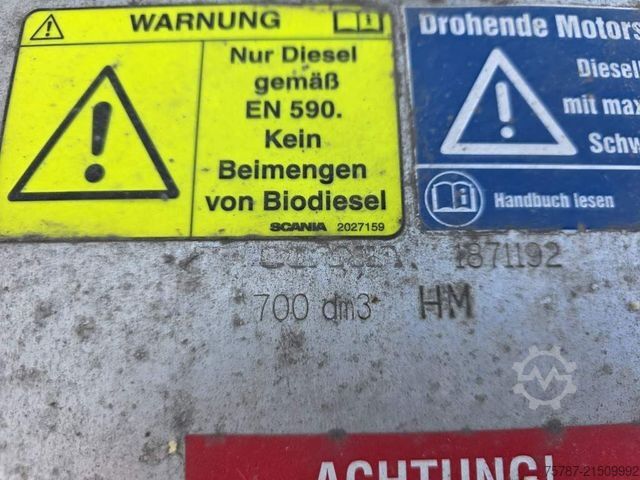 WARNUNG
Nur Diesel
gemäß
EN 590.
Kein
Beimengen
von Biodiesel
SCANIA 2027159
Drohende Motors
Diesell
mit max
Schw
Handbuch lesen
1871192
700 dm3 HM
ACHTUNG!
75787-21509992